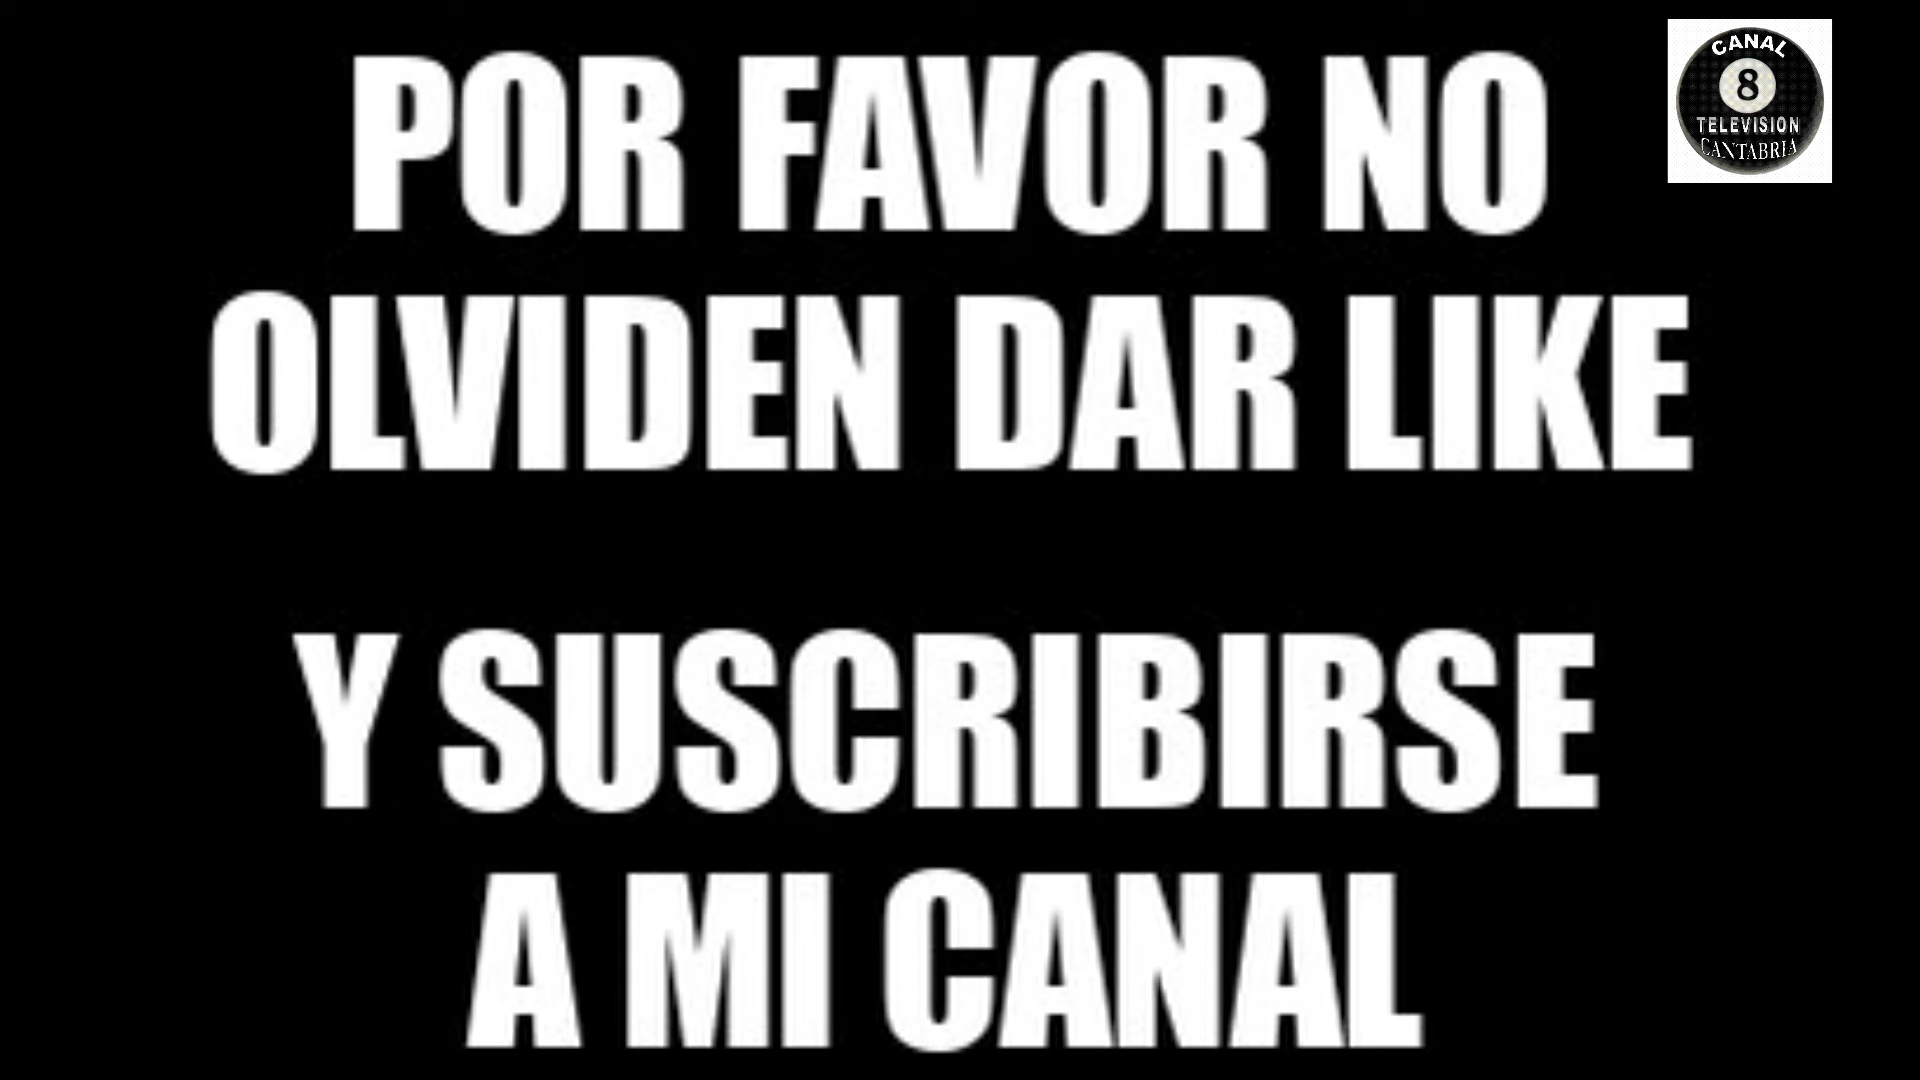 POR FAVOR NO
OLVIDEN DAR LIKE
Y SUSCRIBIRSE
A MI CANAL
CANAL
8
TELEVISION
CANTABRIA